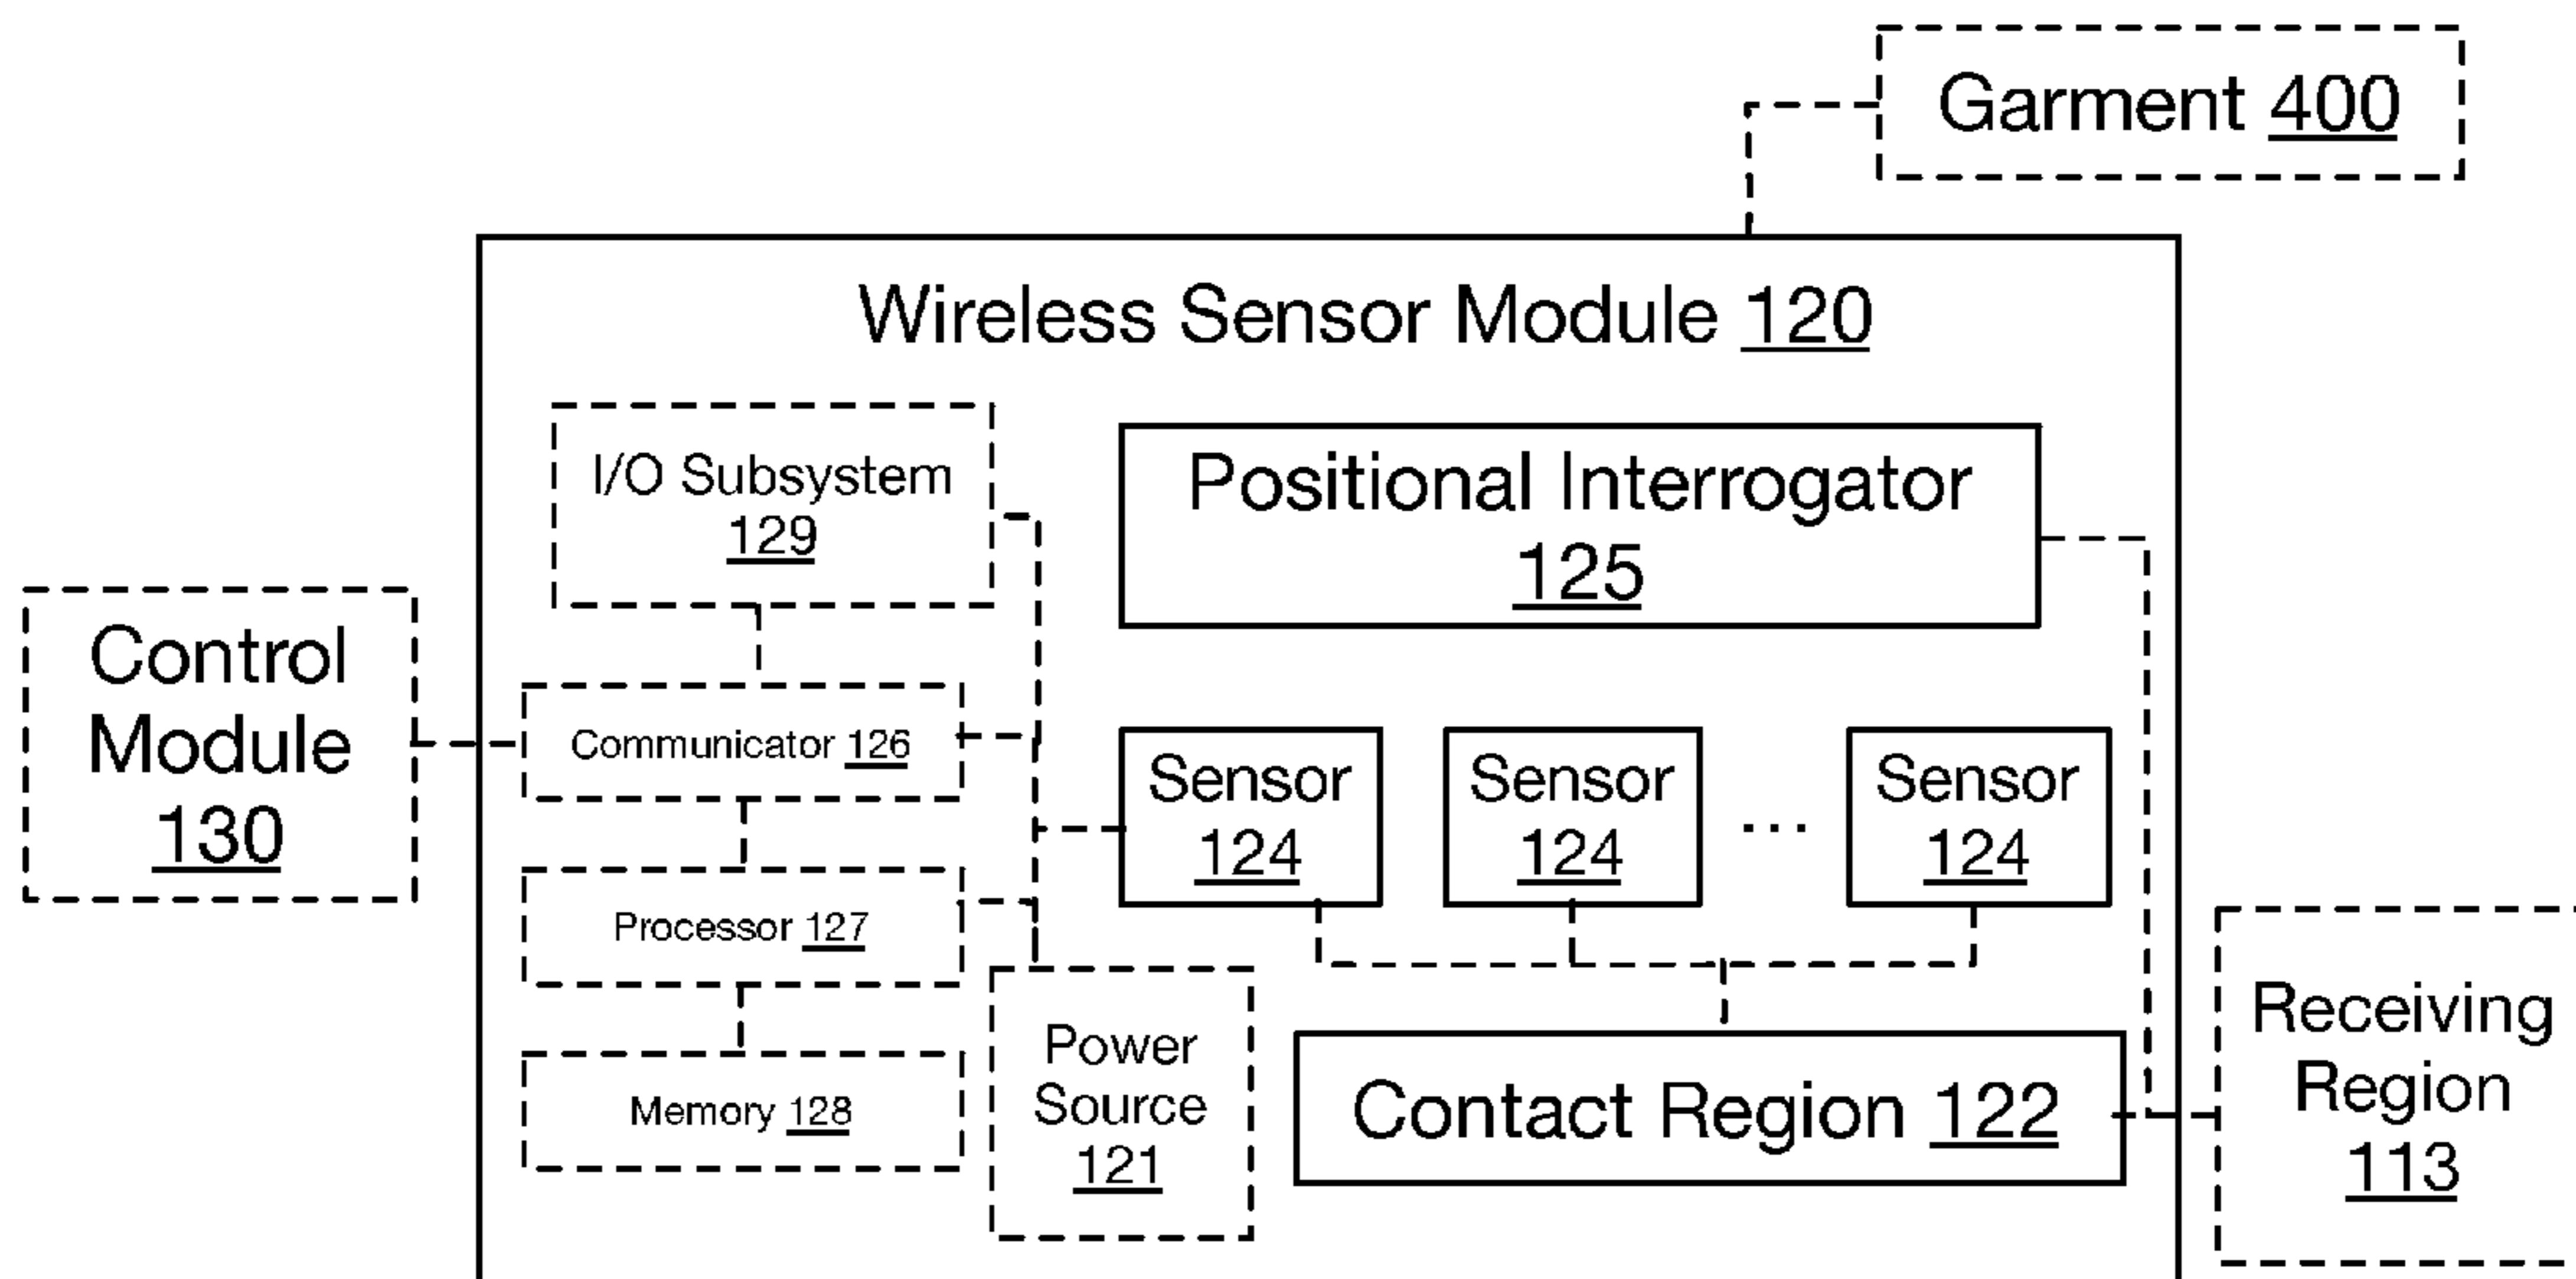 Garment 400
Wireless Sensor Module 120
I/O Subsystem
129
Positional Interrogator
125
Control
Module
130
Communicator 126
Sensor
124
Sensor
124
...
Sensor
124
Processor 127
Memory 128
Power
Source
121
Contact Region 122
Receiving
Region
113